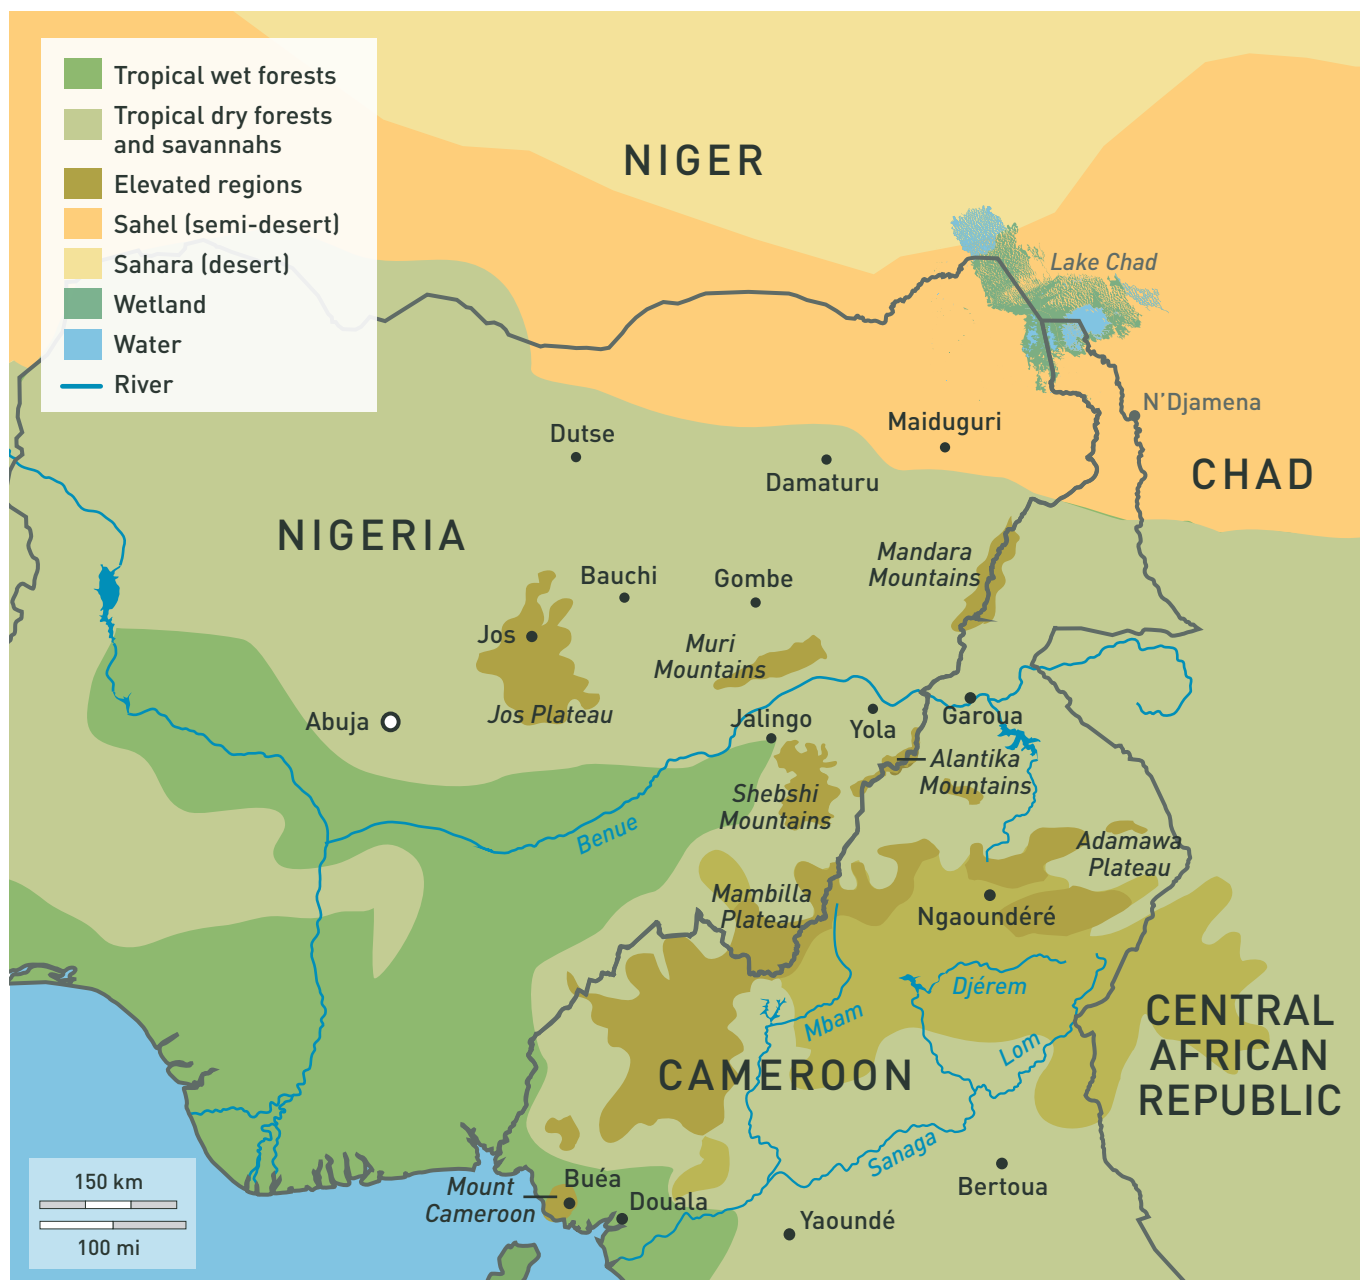 Tropical wet forests
Tropical dry forests
and savannahs
Elevated regions
Sahel (semi-desert)
Sahara (desert)
Wetland
Water
River
NIGER
Lake Chad
N'Djamena
CHAD
Maiduguri
Dutse
Damaturu
NIGERIA
Mandara
Mountains
Bauchi
Gombe
Jos
Muri
Mountains
Jos Plateau
Abuja
Jalingo
Yola
Garoua
Alantika
Mountains
Shebshi
Mountains
Benue
Adamawa
Plateau
Mambilla
Plateau
Ngaoundéré
Djérem
Mbam
Lom
CENTRAL
AFRICAN
REPUBLIC
CAMEROON
Sanaga
Bertoua
Buéa
Mount
Cameroon
Douala
Yaoundé
150 km
100 mi